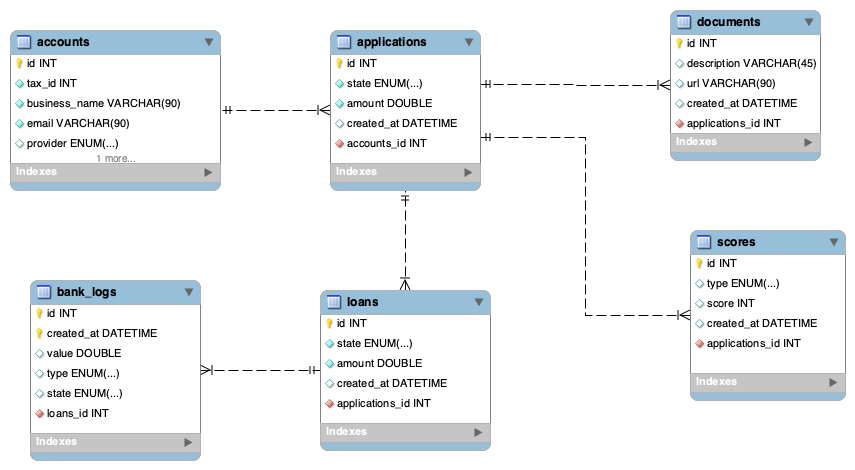 accounts
id INT
tax_id INT
business_name VARCHAR(90)
email VARCHAR(90)
provider ENUM(...)
1 more...
Indexes
applications
id INT
state ENUM(...)
amount DOUBLE
created_at DATETIME
accounts_id INT
Indexes
documents
id INT
description VARCHAR(45)
url VARCHAR(90)
created_at DATETIME
applications_id INT
Indexes
bank_logs
id INT
created_at DATETIME
value DOUBLE
type ENUM(...)
state ENUM(...)
loans_id INT
Indexes
loans
id INT
state ENUM(...)
amount DOUBLE
created_at DATETIME
applications_id INT
Indexes
scores
id INT
type ENUM(...)
score INT
created_at DATETIME
applications_id INT
Indexes